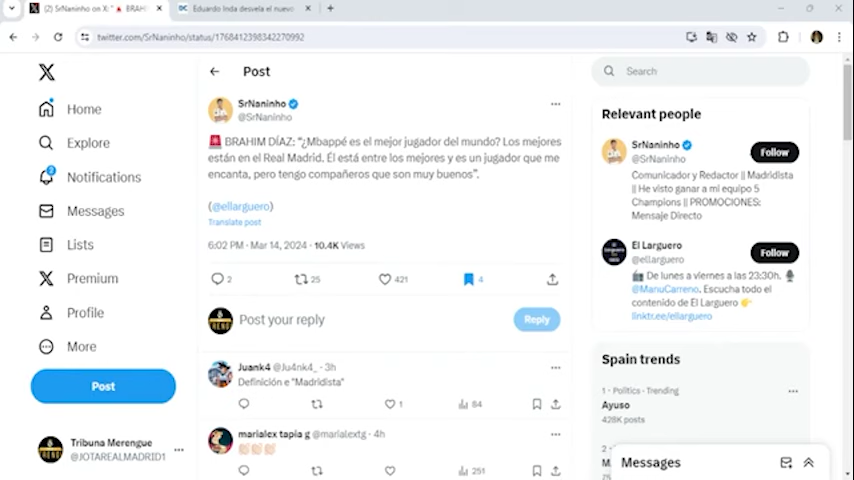 (2) SrNaninho on X: "🚨 BRAH
Eduardo Inda desvela el nuevo
twitter.com/SrNaninho/status/1768412398342270992
Home
Explore
Notifications
Messages
Lists
Premium
Profile
More
Post
Tribuna Merengue
@JOTAREALMADRID1
Post
SrNaninho
@SrNaninho
🚨 BRAHIM DÍAZ: "¿Mbappé es el mejor jugador del mundo? Los mejores
están en el Real Madrid. Él está entre los mejores y es un jugador que me
encanta, pero tengo compañeros que son muy buenos".
(@ellarguero)
Translate post
6:02 PM · Mar 14, 2024 · 10.4K Views
2 25 421 4
Post your reply
Reply
Juank4 @Ju4nk4_ · 3h
Definición e "Madridista"
1 84
marialex tapia g @marialextg · 4h
👏🏻👏🏻👏🏻
251
Search
Relevant people
SrNaninho
@SrNaninho
Follow
Comunicador y Redactor || Madridista
|| He visto ganar a mi equipo 5
Champions || PROMOCIONES:
Mensaje Directo
El Larguero
@ellarguero
Follow
📻 De lunes a viernes a las 23:30h. 🎙
@ManuCarreno. Escucha todo el
contenido de El Larguero 👉
linktr.ee/ellarguero
Spain trends
1 · Politics · Trending
Ayuso
428K posts
2 ·
M
Messages